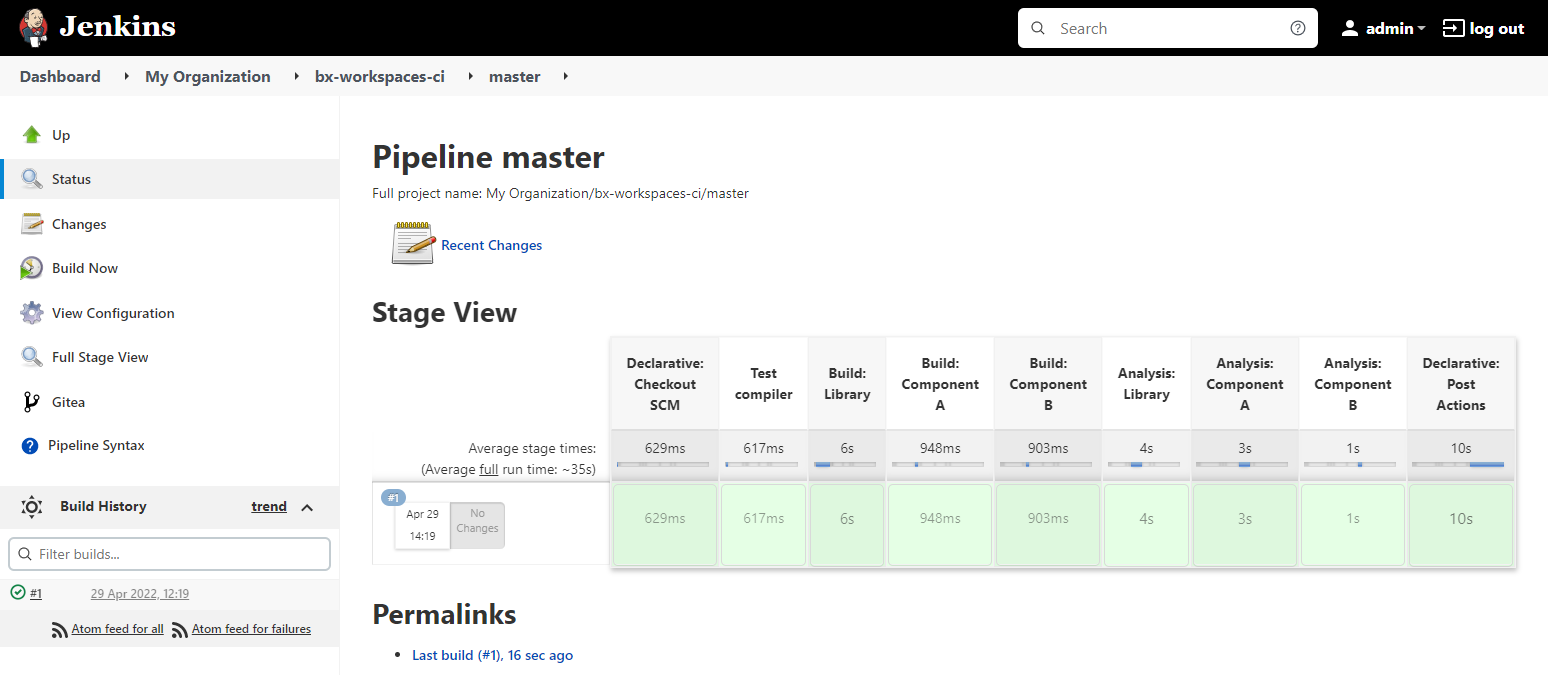 Jenkins
Search
admin
log out
Dashboard
My Organization
bx-workspaces-ci
master
Up
Status
Changes
Build Now
View Configuration
Full Stage View
Gitea
Pipeline Syntax
Build History
trend
Filter builds...
#1
29 Apr 2022, 12:19
Atom feed for all
Atom feed for failures
Pipeline master
Full project name: My Organization/bx-workspaces-ci/master
Recent Changes
Stage View
Declarative:
Checkout
SCM
Test
compiler
Build:
Library
Build:
Component
A
Build:
Component
B
Analysis:
Library
Analysis:
Component
A
Analysis:
Component
B
Declarative:
Post
Actions
Average stage times:
(Average full run time: ~35s)
629ms
617ms
6s
948ms
903ms
4s
3s
1s
10s
#1
Apr 29
14:19
No
Changes
629ms
617ms
6s
948ms
903ms
4s
3s
1s
10s
Permalinks
Last build (#1), 16 sec ago